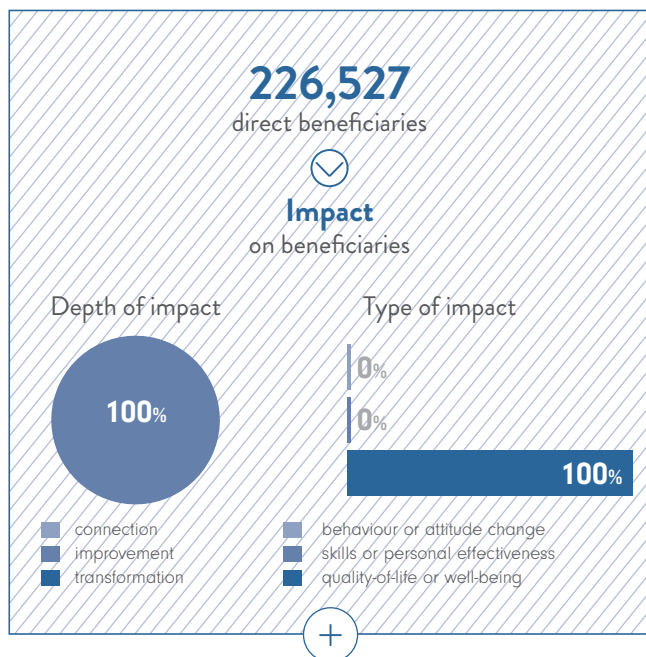 226,527
direct beneficiaries
Impact
on beneficiaries
Depth of impact
100%
connection
improvement
transformation
Type of impact
0%
0%
100%
behaviour or attitude change
skills or personal effectiveness
quality-of-life or well-being